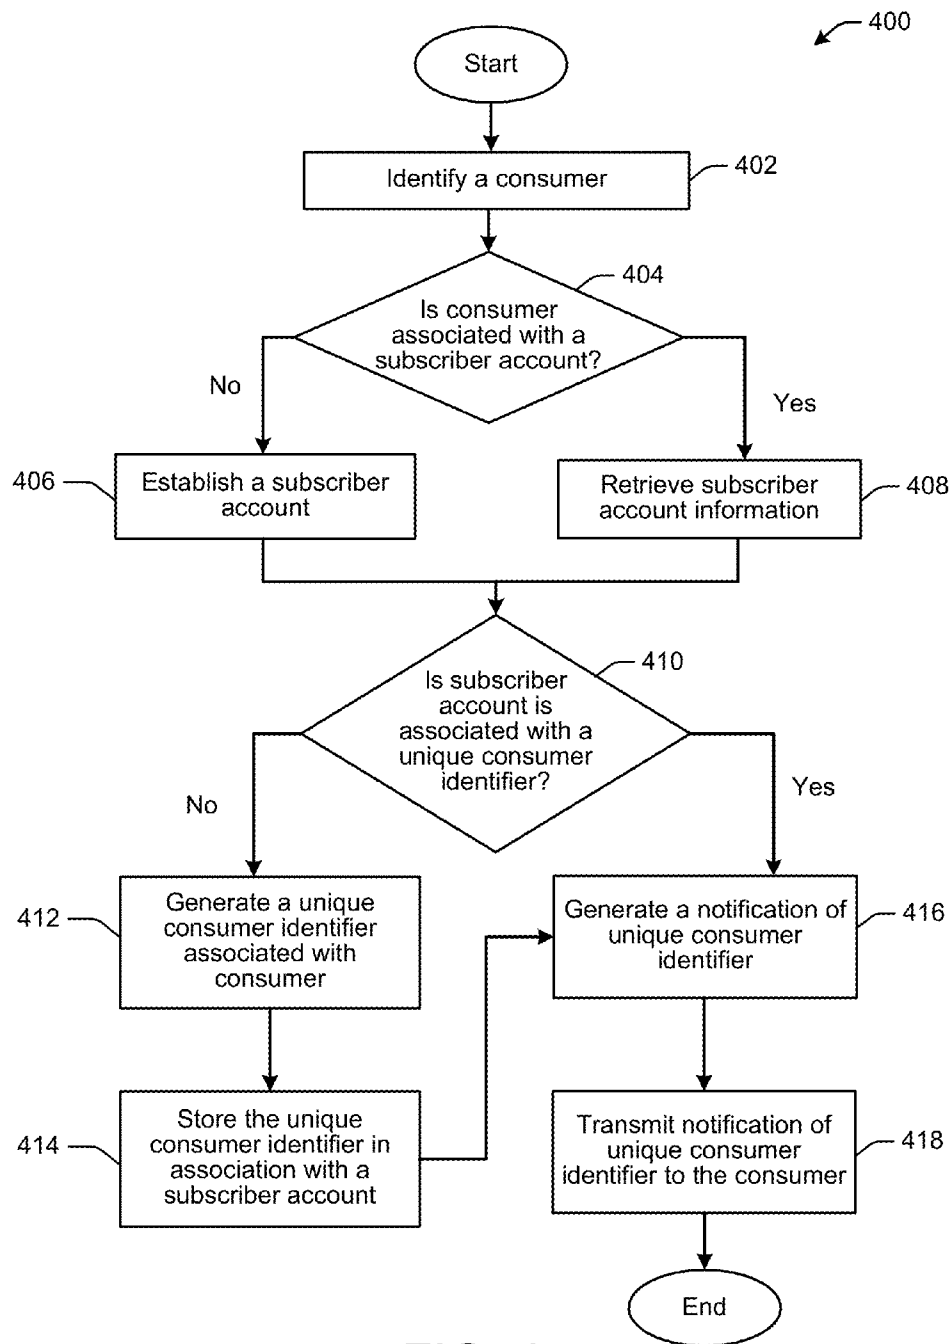 400
Start
Identify a consumer
402
404
Is consumer
associated with a
subscriber account?
No
Yes
406
Establish a subscriber
account
Retrieve subscriber
account information
408
410
Is subscriber
account is
associated with a
unique consumer
identifier?
No
Yes
412
Generate a unique
consumer identifier
associated with
consumer
Generate a notification of
unique consumer
identifier
416
414
Store the unique
consumer identifier in
association with a
subscriber account
Transmit notification of
unique consumer
identifier to the consumer
418
End